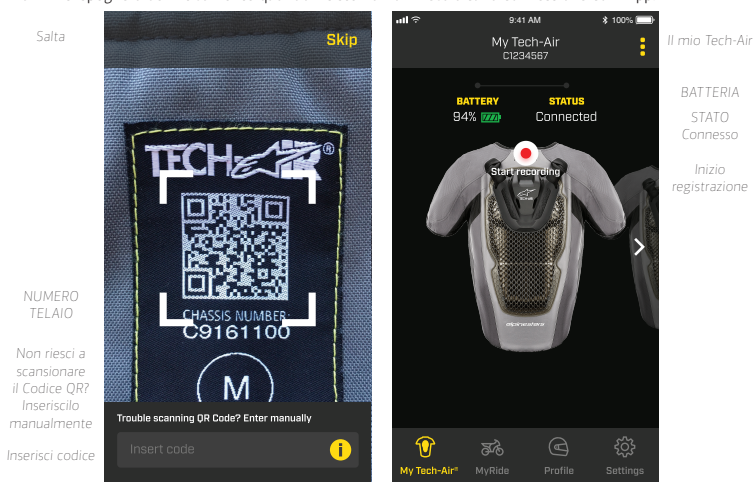 Salta
Skip
TECH AIR®
CHASSIS NUMBER:
C9161100
M
NUMERO
TELAIO
Non riesci a
scansionare
il Codice QR?
Inseriscilo
manualmente
Trouble scanning QR Code? Enter manually
Inserisci codice
Insert code
i
9:41 AM
100%
My Tech-Air
C1234567
Il mio Tech-Air
BATTERY
STATUS
94%
Connected
BATTERIA
STATO
Connesso
Start recording
Inizio
registrazione
alpinestars
My Tech-Air®
MyRide
Profile
Settings